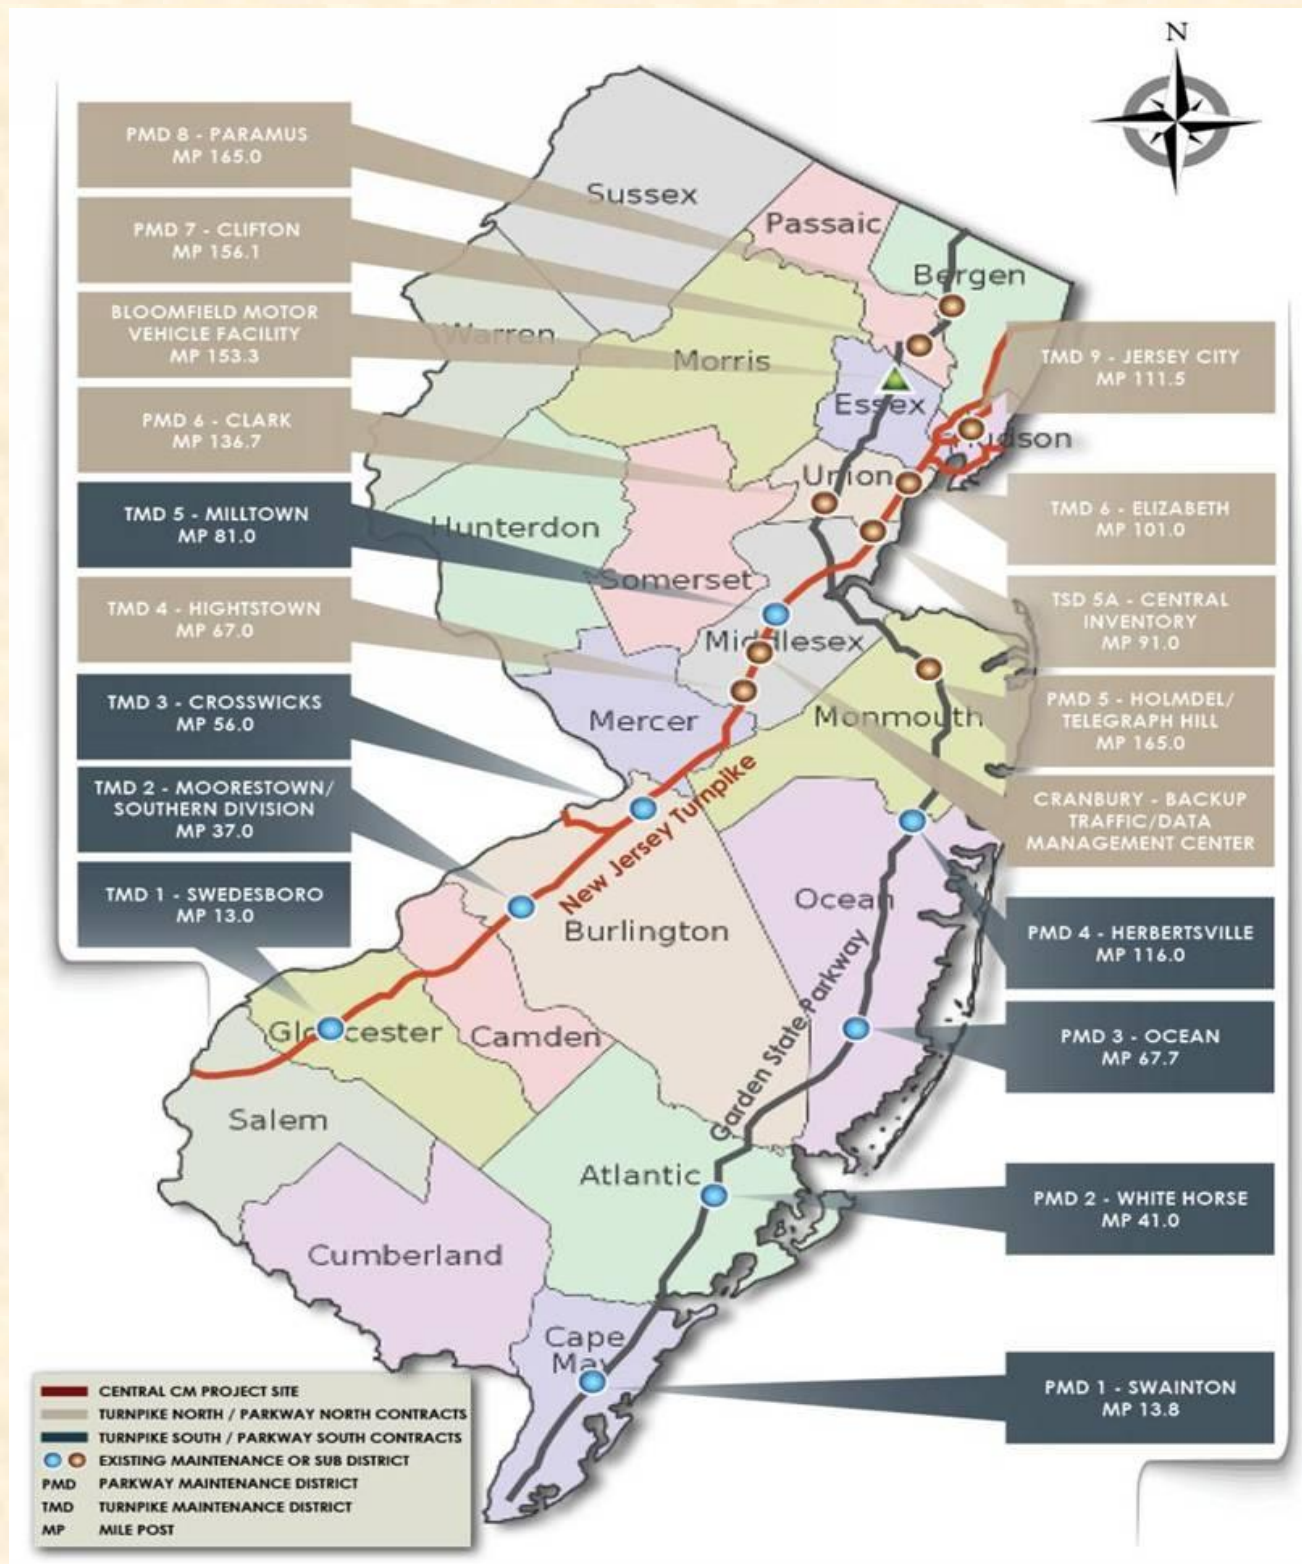 N
PMD 8 - PARAMUS
MP 165.0
PMD 7 - CLIFTON
MP 156.1
BLOOMFIELD MOTOR
VEHICLE FACILITY
MP 153.3
PMD 6 - CLARK
MP 136.7
TMD 5 - MILLTOWN
MP 81.0
TMD 4 - HIGHTSTOWN
MP 67.0
TMD 3 - CROSSWICKS
MP 56.0
TMD 2 - MOORESTOWN/
SOUTHERN DIVISION
MP 37.0
TMD 1 - SWEDESBORO
MP 13.0
Sussex
Passaic
Bergen
Warren
Morris
Essex
Hudson
Union
Hunterdon
Somerset
Middlesex
Mercer
Monmouth
New Jersey Turnpike
Ocean
Burlington
Garden State Parkway
Gloucester
Camden
Salem
Atlantic
Cumberland
Cape
May
TMD 9 - JERSEY CITY
MP 111.5
TMD 6 - ELIZABETH
MP 101.0
TSD 5A - CENTRAL
INVENTORY
MP 91.0
PMD 5 - HOLMDEL/
TELEGRAPH HILL
MP 165.0
CRANBURY - BACKUP
TRAFFIC/DATA
MANAGEMENT CENTER
PMD 4 - HERBERTSVILLE
MP 116.0
PMD 3 - OCEAN
MP 67.7
PMD 2 - WHITE HORSE
MP 41.0
PMD 1 - SWAINTON
MP 13.8
CENTRAL CM PROJECT SITE
TURNPIKE NORTH / PARKWAY NORTH CONTRACTS
TURNPIKE SOUTH / PARKWAY SOUTH CONTRACTS
EXISTING MAINTENANCE OR SUB DISTRICT
PMD PARKWAY MAINTENANCE DISTRICT
TMD TURNPIKE MAINTENANCE DISTRICT
MP MILE POST